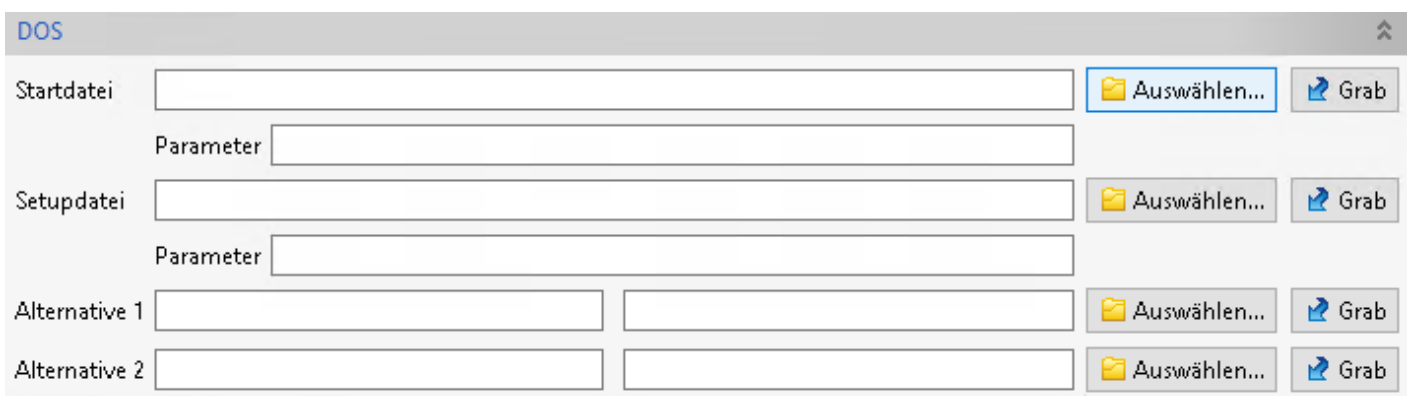 DOS
Startdatei Auswählen... Grab
Parameter
Setupdatei Auswählen... Grab
Parameter
Alternative 1 Auswählen... Grab
Alternative 2 Auswählen... Grab